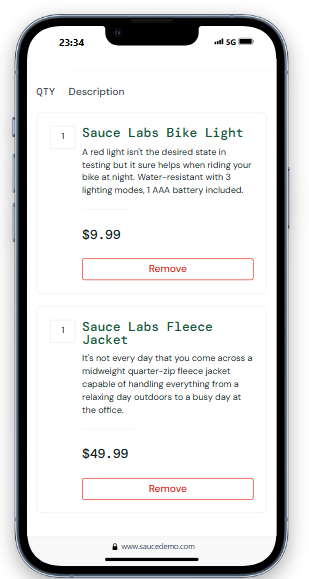 23:34
5G
QTY Description
1
Sauce Labs Bike Light
A red light isn't the desired state in
testing but it sure helps when riding your
bike at night. Water-resistant with 3
lighting modes, 1 AAA battery included.
$9.99
Remove
1
Sauce Labs Fleece
Jacket
It's not every day that you come across a
midweight quarter-zip fleece jacket
capable of handling everything from a
relaxing day outdoors to a busy day at
the office.
$49.99
Remove
www.saucedemo.com